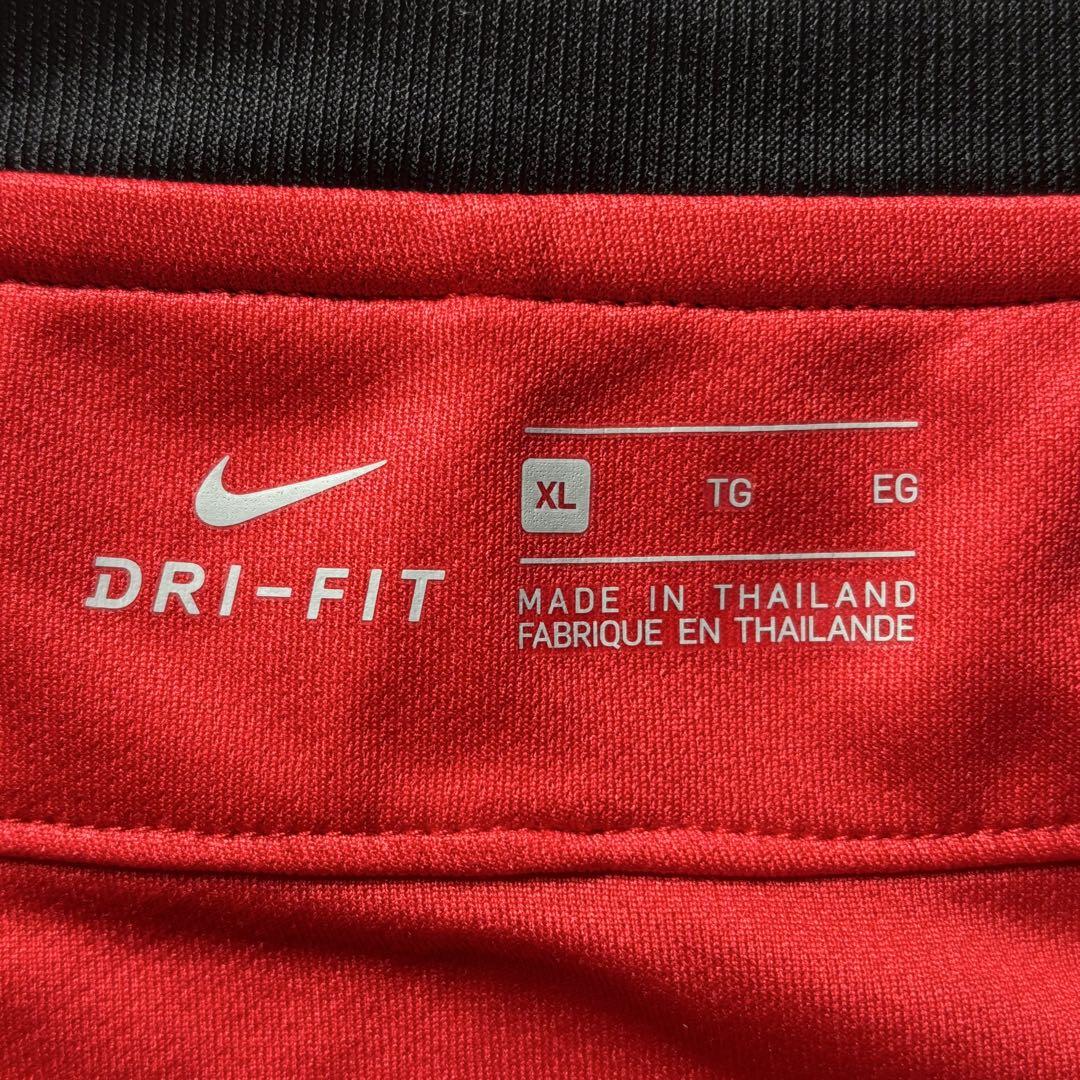 DRI-FIT
XL TG EG
MADE IN THAILAND
FABRIQUE EN THAILANDE